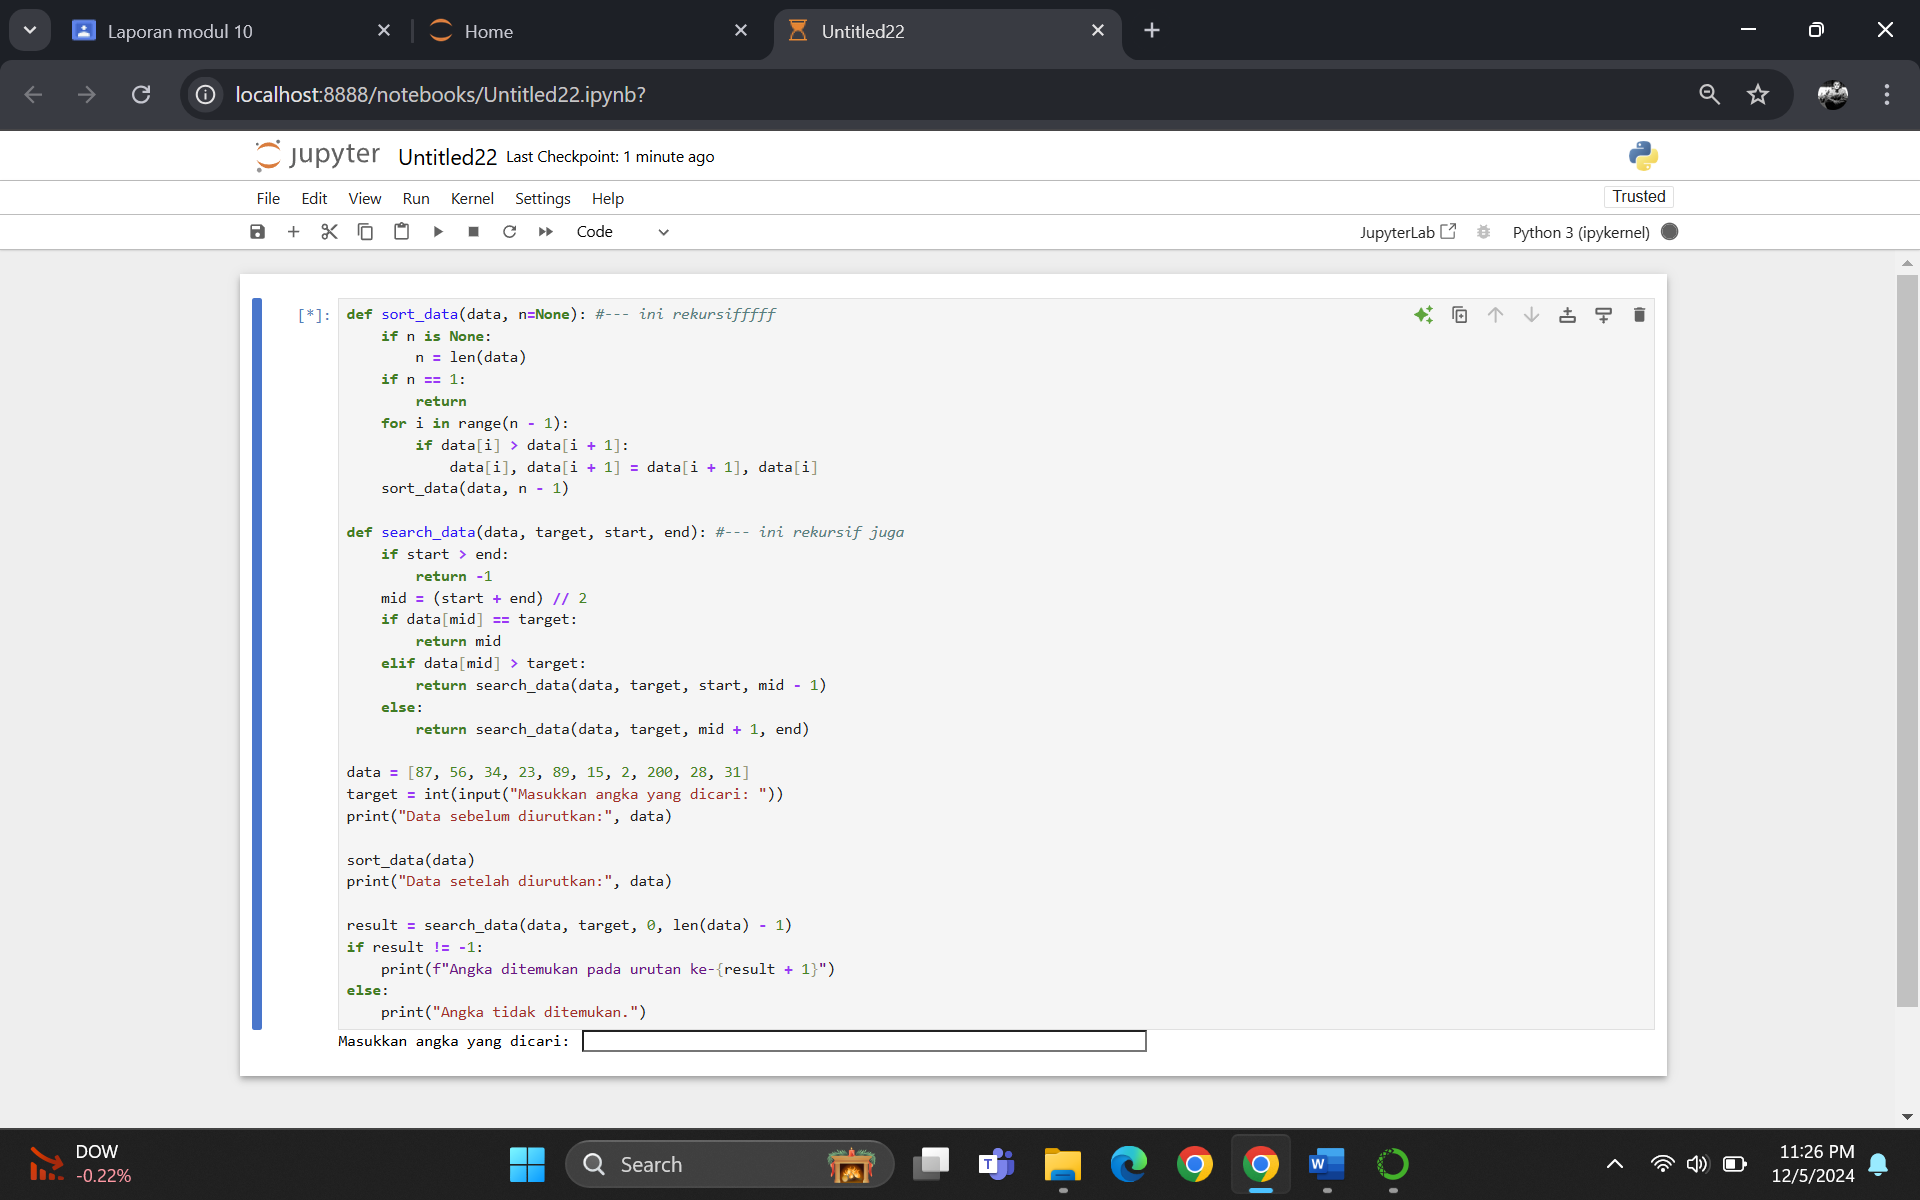 Laporan modul 10
Home
Untitled22
localhost:8888/notebooks/Untitled22.ipynb?
jupyter Untitled22 Last Checkpoint: 1 minute ago
File Edit View Run Kernel Settings Help
Trusted
Code
JupyterLab
Python 3 (ipykernel)
[*]:
def sort_data(data, n=None): #--- ini rekursifffff
    if n is None:
        n = len(data)
    if n == 1:
        return
    for i in range(n - 1):
        if data[i] > data[i + 1]:
            data[i], data[i + 1] = data[i + 1], data[i]
    sort_data(data, n - 1)

def search_data(data, target, start, end): #--- ini rekursif juga
    if start > end:
        return -1
    mid = (start + end) // 2
    if data[mid] == target:
        return mid
    elif data[mid] > target:
        return search_data(data, target, start, mid - 1)
    else:
        return search_data(data, target, mid + 1, end)

data = [87, 56, 34, 23, 89, 15, 2, 200, 28, 31]
target = int(input("Masukkan angka yang dicari: "))
print("Data sebelum diurutkan:", data)

sort_data(data)
print("Data setelah diurutkan:", data)

result = search_data(data, target, 0, len(data) - 1)
if result != -1:
    print(f"Angka ditemukan pada urutan ke-{result + 1}")
else:
    print("Angka tidak ditemukan.")
Masukkan angka yang dicari:
DOW
-0.22%
Search
11:26 PM
12/5/2024